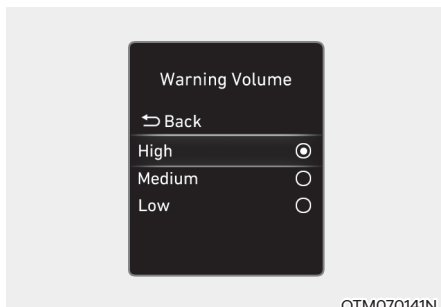 Warning Volume
Back
High
Medium
Low
OTM070141N